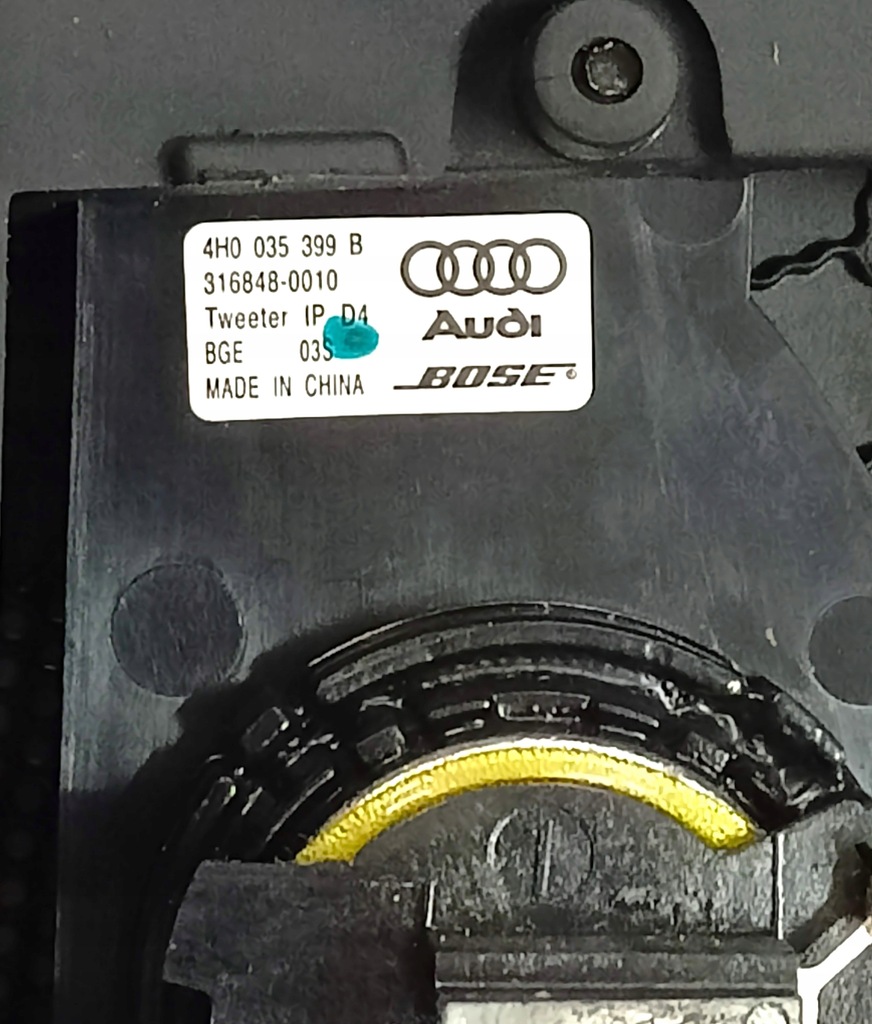 4H0 035 399 B
316848-0010
Tweeter IP D4
BGE 03S
MADE IN CHINA
Audi
BOSE